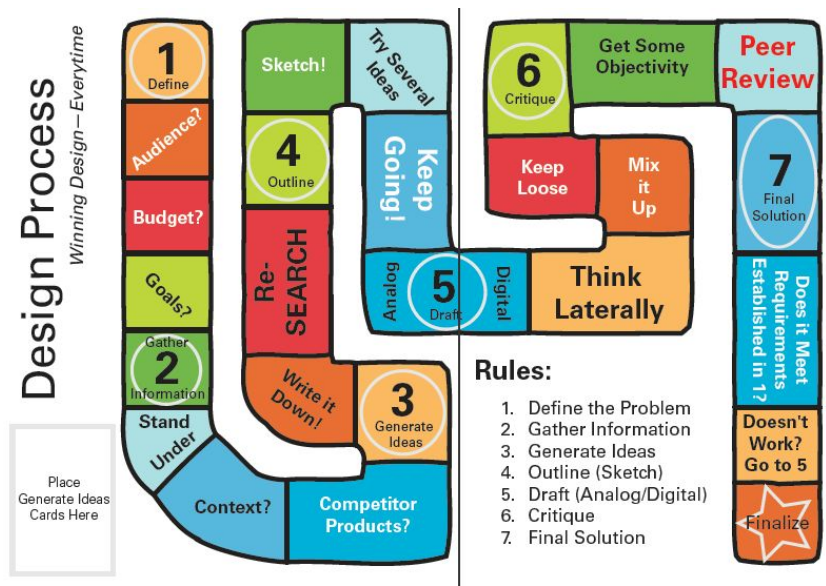 Design Process
Winning Design—Everytime
1
Define
Audience?
Budget?
Goals?
Gather
2
Information
Stand
Under
Context?
Competitor
Products?
3
Generate
Ideas
Write it
Down!
Re-
SEARCH
4
Outline
Sketch!
Try Several
Ideas
Keep
Going!
Analog
5
Draft
Digital
Think
Laterally
Mix
it
Up
Keep
Loose
6
Critique
Get Some
Objectivity
Peer
Review
7
Final
Solution
Does it Meet
Requirements
Established in 1?
Doesn't
Work?
Go to 5
Finalize
Place
Generate Ideas
Cards Here
Rules:
1. Define the Problem
2. Gather Information
3. Generate Ideas
4. Outline (Sketch)
5. Draft (Analog/Digital)
6. Critique
7. Final Solution